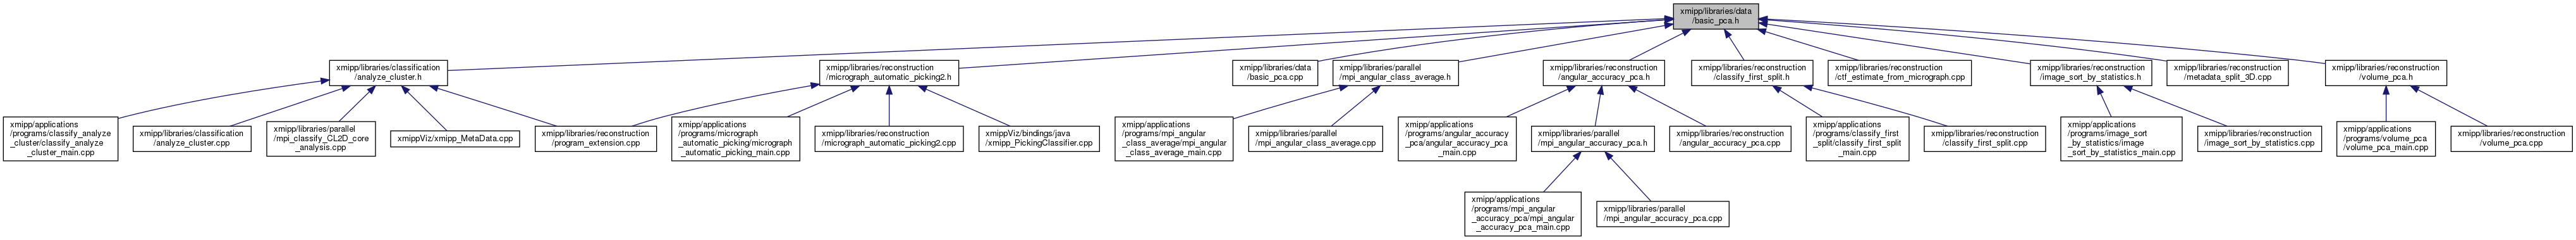 xmipp/libraries/data
/basic_pca.h
xmipp/libraries/classification
/analyze_cluster.h
xmipp/libraries/reconstruction
/micrograph_automatic_picking2.h
xmipp/libraries/data
/basic_pca.cpp
xmipp/libraries/parallel
/mpi_angular_class_average.h
xmipp/libraries/reconstruction
/angular_accuracy_pca.h
xmipp/libraries/reconstruction
/classify_first_split.h
xmipp/libraries/reconstruction
/ctf_estimate_from_micrograph.cpp
xmipp/libraries/reconstruction
/image_sort_by_statistics.h
xmipp/libraries/reconstruction
/metadata_split_3D.cpp
xmipp/libraries/reconstruction
/volume_pca.h
xmipp/applications
/programs/classify_analyze
_cluster/classify_analyze
_cluster_main.cpp
xmipp/libraries/classification
/analyze_cluster.cpp
xmipp/libraries/parallel
/mpi_classify_CL2D_core
_analysis.cpp
xmippViz/xmipp_MetaData.cpp
xmipp/libraries/reconstruction
/program_extension.cpp
xmipp/applications
/programs/micrograph
_automatic_picking/micrograph
_automatic_picking_main.cpp
xmipp/libraries/reconstruction
/micrograph_automatic_picking2.cpp
xmippViz/bindings/java
/xmipp_PickingClassifier.cpp
xmipp/applications
/programs/mpi_angular
_class_average/mpi_angular
_class_average_main.cpp
xmipp/libraries/parallel
/mpi_angular_class_average.cpp
xmipp/applications
/programs/angular_accuracy
_pca/angular_accuracy_pca
_main.cpp
xmipp/libraries/parallel
/mpi_angular_accuracy_pca.h
xmipp/libraries/reconstruction
/angular_accuracy_pca.cpp
xmipp/applications
/programs/classify_first
_split/classify_first_split
_main.cpp
xmipp/libraries/reconstruction
/classify_first_split.cpp
xmipp/applications
/programs/image_sort
_by_statistics/image
_sort_by_statistics_main.cpp
xmipp/libraries/reconstruction
/image_sort_by_statistics.cpp
xmipp/applications
/programs/volume_pca
/volume_pca_main.cpp
xmipp/libraries/reconstruction
/volume_pca.cpp
xmipp/applications
/programs/mpi_angular
_accuracy_pca/mpi_angular
_accuracy_pca_main.cpp
xmipp/libraries/parallel
/mpi_angular_accuracy_pca.cpp